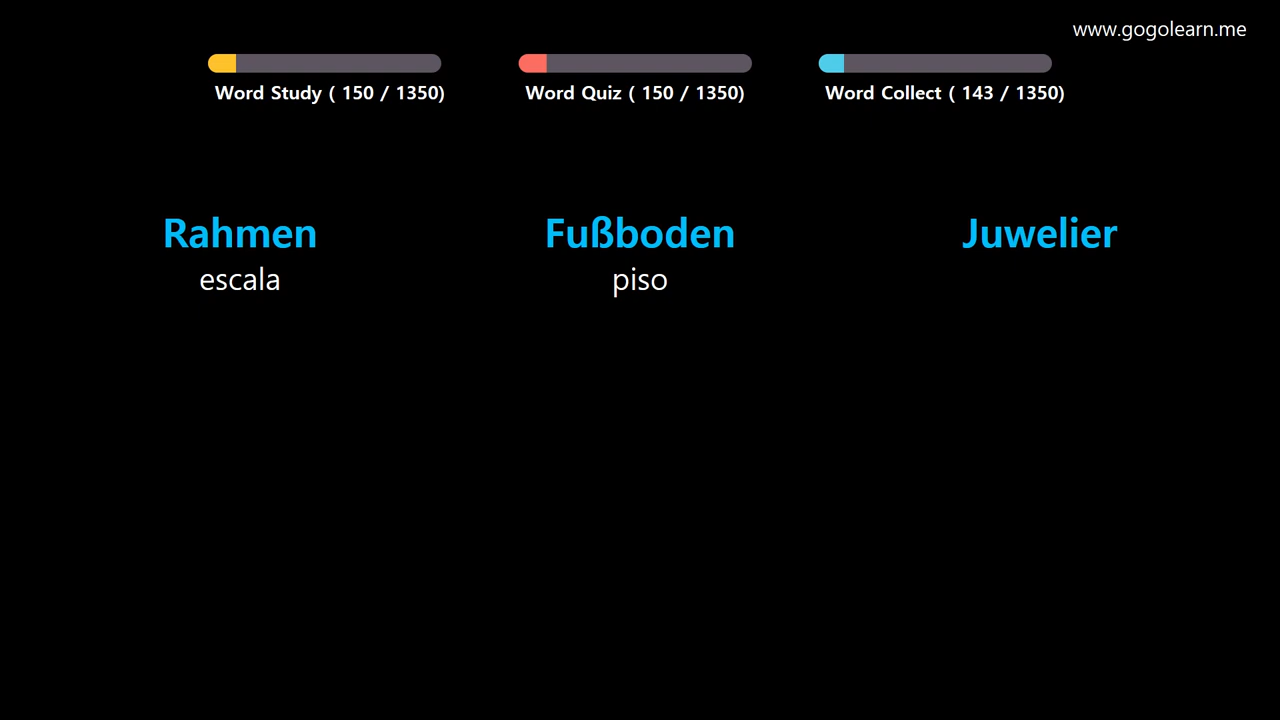 www.gogolearn.me
Word Study ( 150 / 1350)
Word Quiz ( 150 / 1350)
Word Collect ( 143 / 1350)
Rahmen
escala
Fußboden
piso
Juwelier